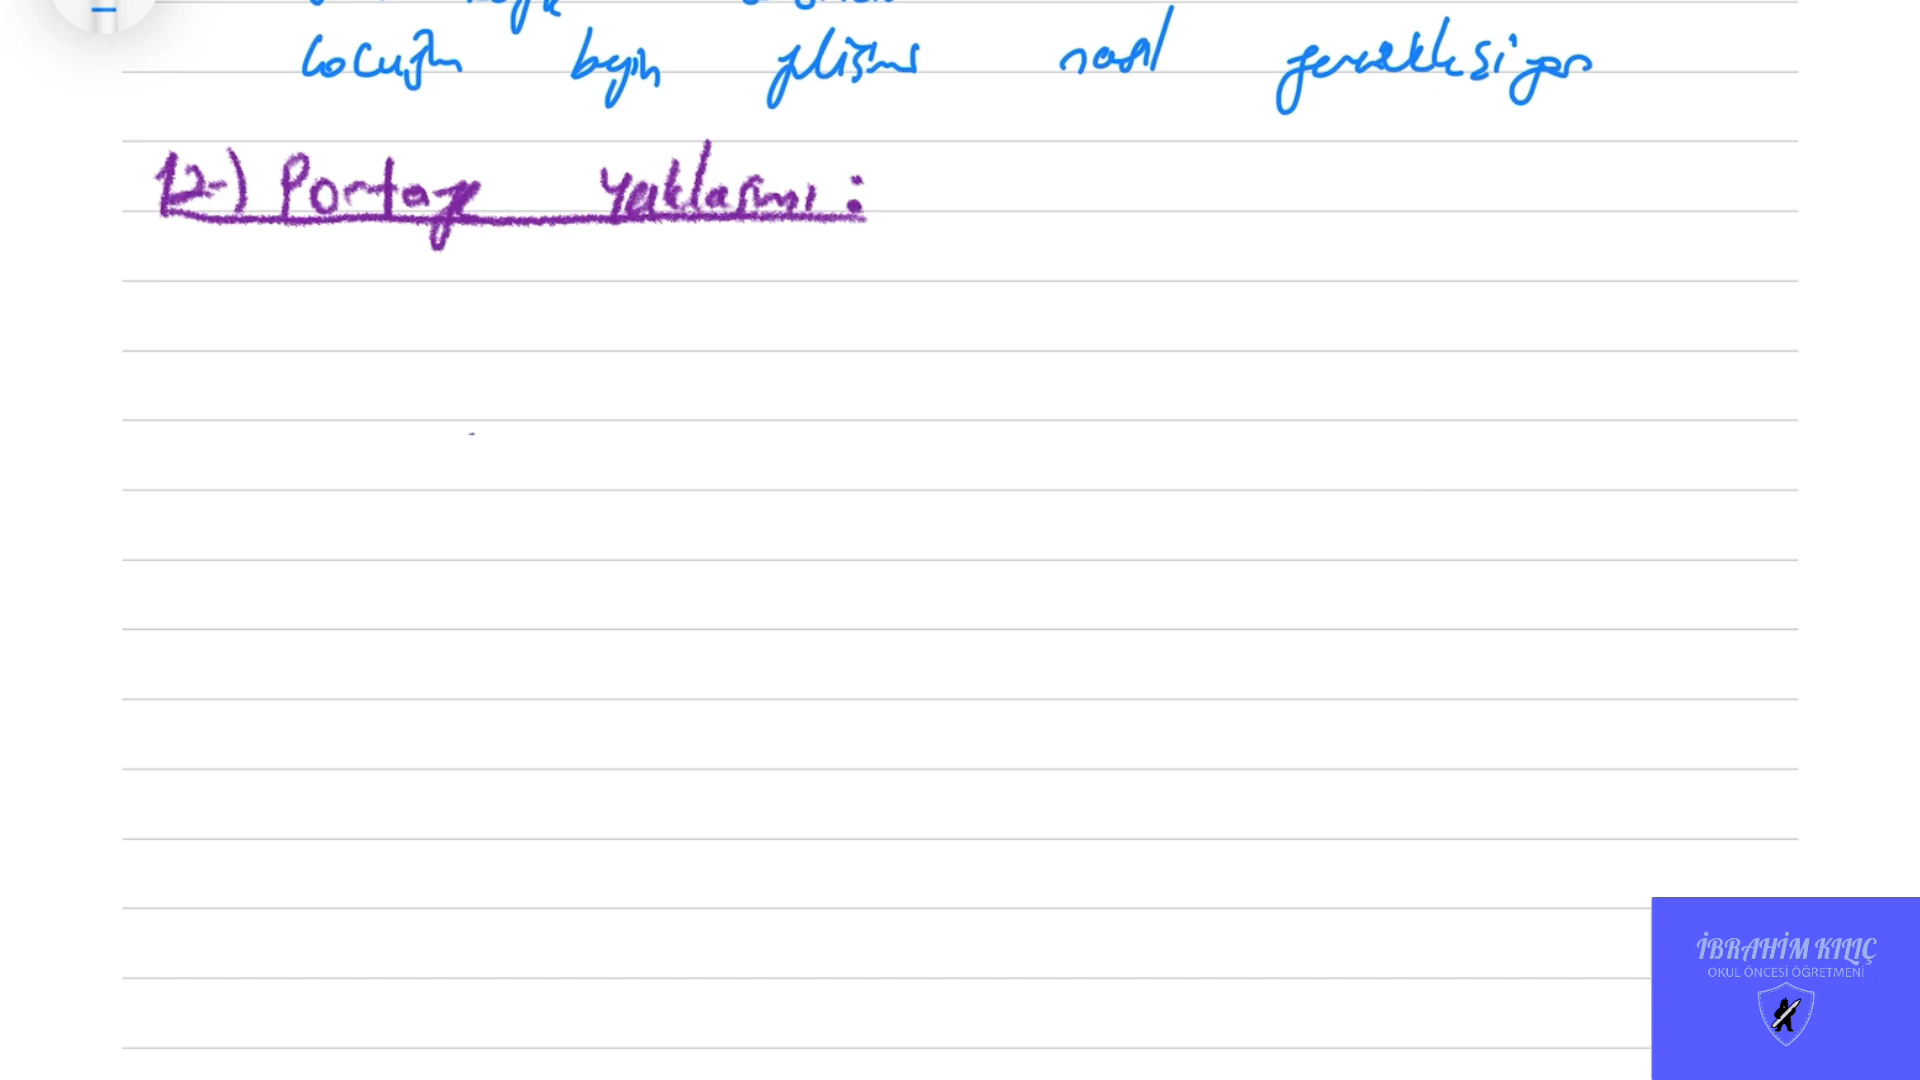 Çocuğun beyin gelişimi nasıl gerçekleşiyor
12-) Portage Yaklaşımı:
İBRAHİM KILIÇ
OKUL ÖNCESİ ÖĞRETMENİ